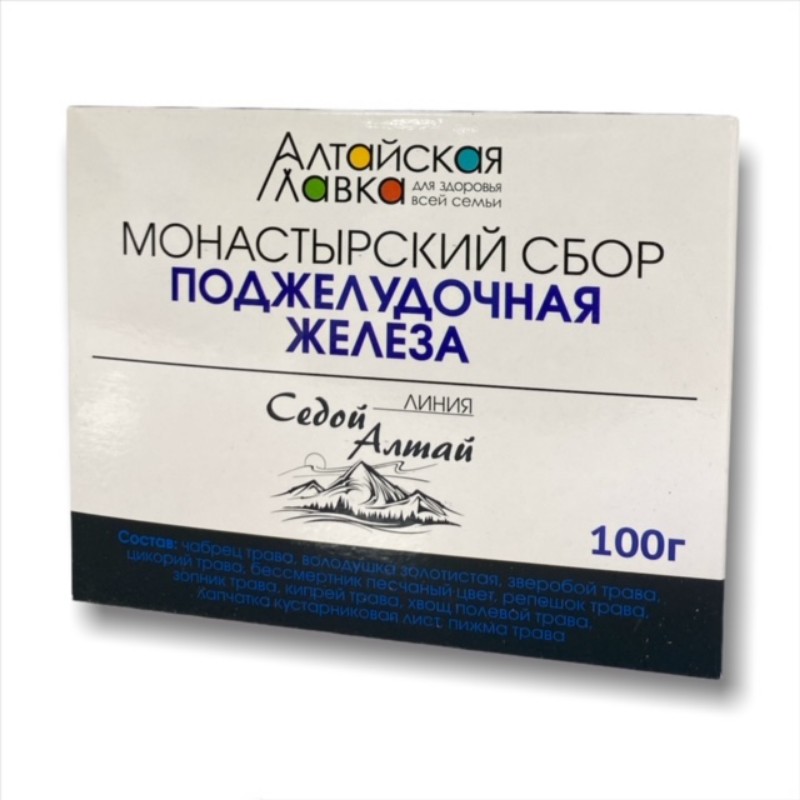 Алтайская
Лавка для здоровья
всей семьи
МОНАСТЫРСКИЙ СБОР
ПОДЖЕЛУДОЧНАЯ
ЖЕЛЕЗА
ЛИНИЯ
Седой
Алтай
100г
Состав: чабрец трава, володушка золотистая, зверобой трава,
цикорий трава, бессмертник песчаный цвет, репешок трава,
зопник трава, кипрей трава, хвощ полевой трава,
Капчатка кустарниковая лист, пижма трава